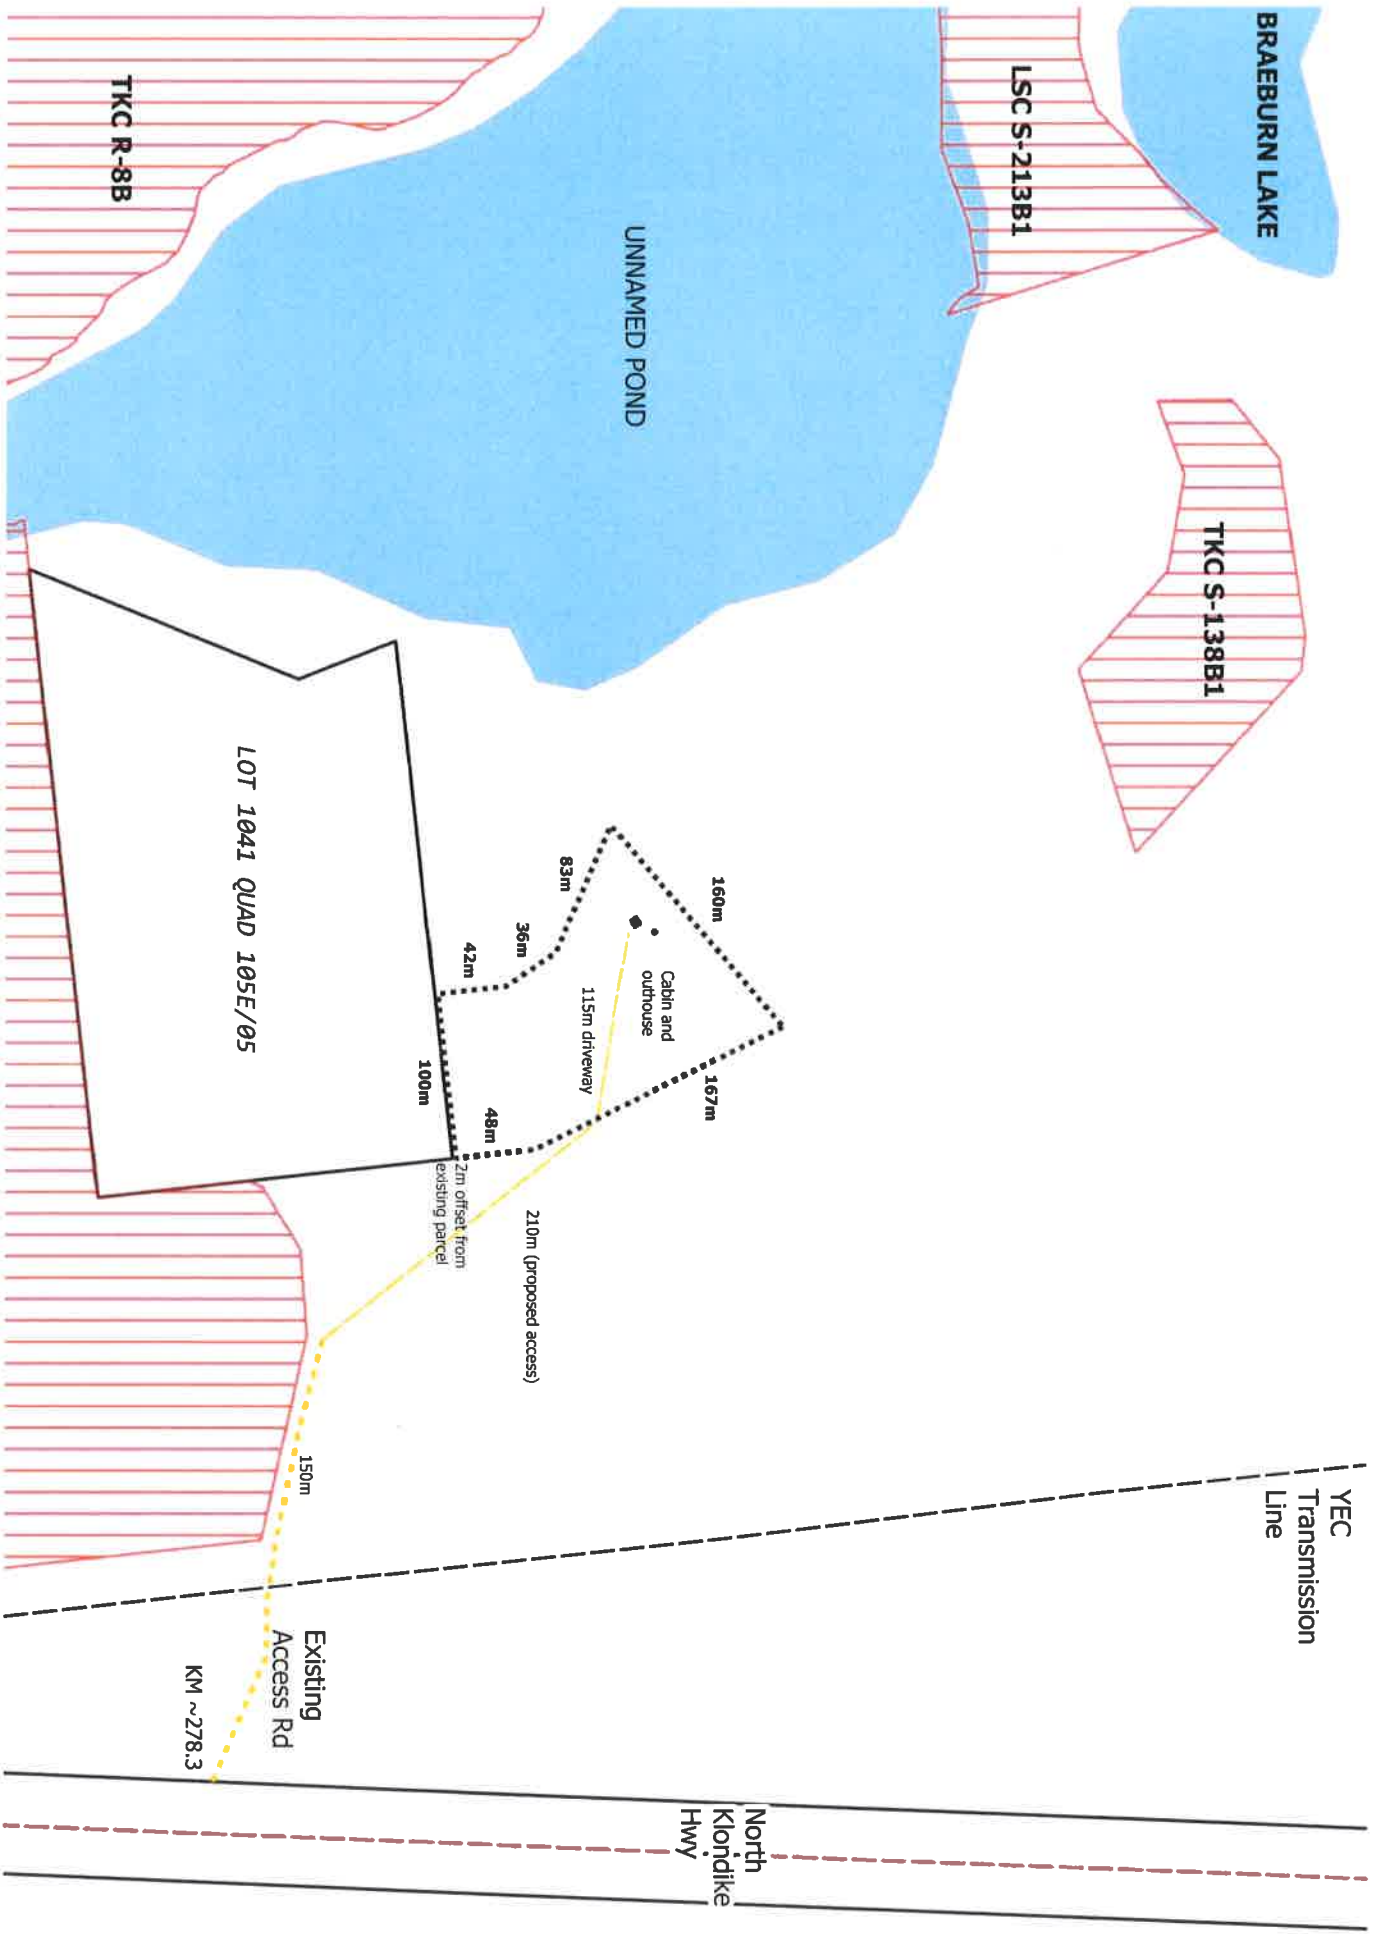 BRAEBURN LAKE
LSC S-213B1
TKC S-138B1
UNNAMED POND
TKC R-8B
YEC
Transmission
Line
160m
167m
Cabin and
outhouse
83m
36m
42m
115m driveway
100m
48m
2m offset from
existing parcel
210m (proposed access)
LOT 1041 QUAD 105E/05
150m
Existing
Access Rd
KM ~278.3
North
Klondike
Hwy